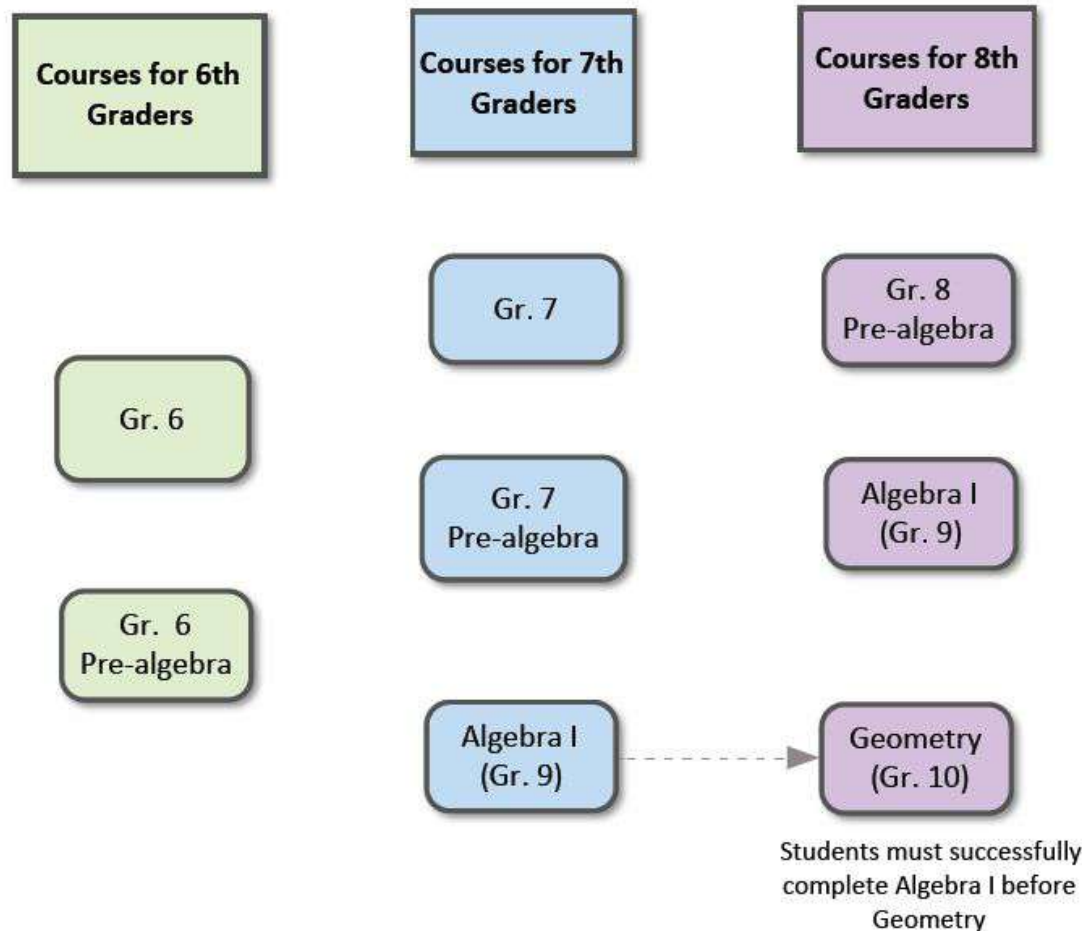 Courses for 6th
Graders
Courses for 7th
Graders
Courses for 8th
Graders
Gr. 6
Gr. 6
Pre-algebra
Gr. 7
Gr. 7
Pre-algebra
Algebra I
(Gr. 9)
Gr. 8
Pre-algebra
Algebra I
(Gr. 9)
Geometry
(Gr. 10)
Students must successfully
complete Algebra I before
Geometry